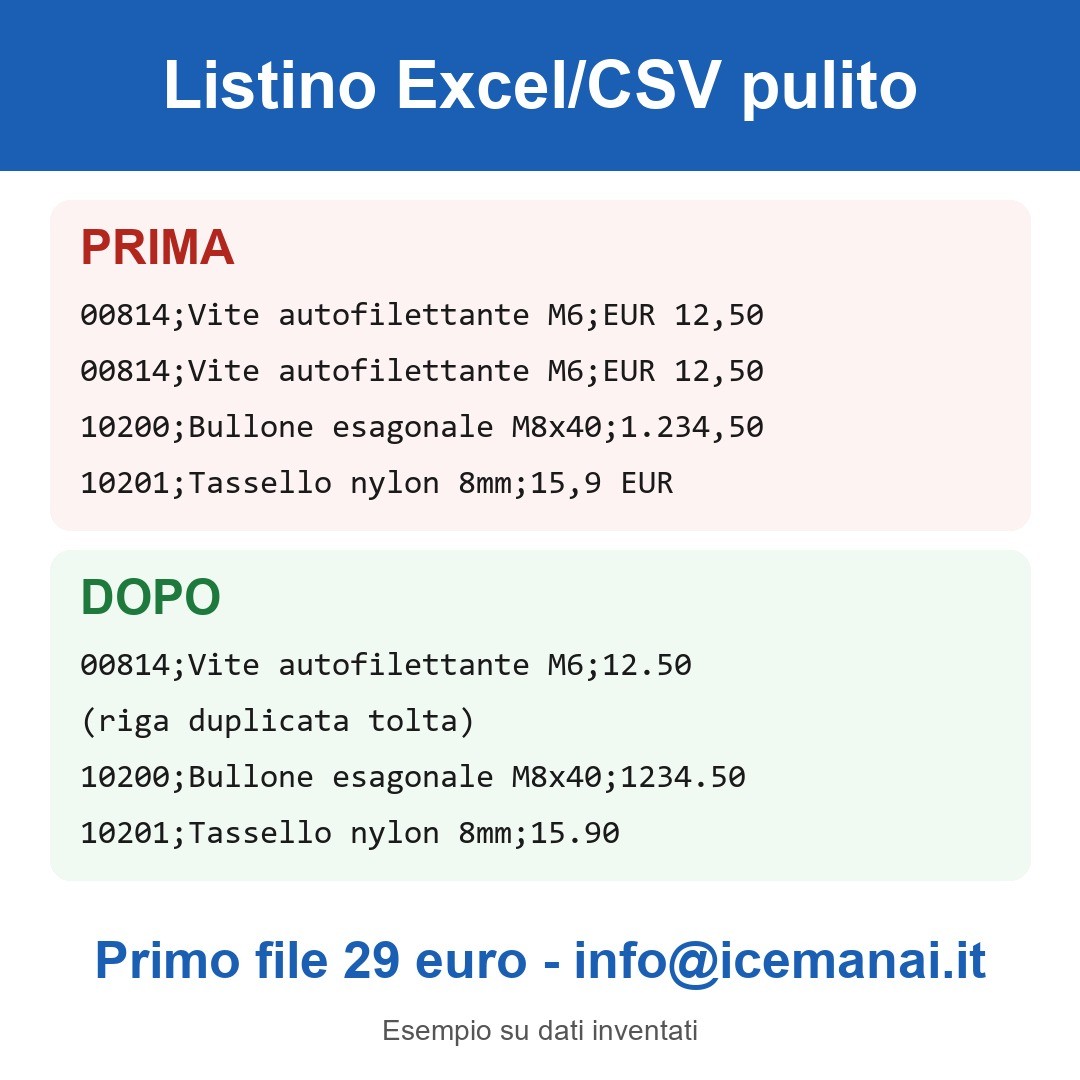 Listino Excel/CSV pulito
PRIMA
00814;Vite autofilettante M6;EUR 12,50
00814;Vite autofilettante M6;EUR 12,50
10200;Bullone esagonale M8x40;1.234,50
10201;Tassello nylon 8mm;15,9 EUR
DOPO
00814;Vite autofilettante M6;12.50
(riga duplicata tolta)
10200;Bullone esagonale M8x40;1234.50
10201;Tassello nylon 8mm;15.90
Primo file 29 euro - info@icemanai.it
Esempio su dati inventati